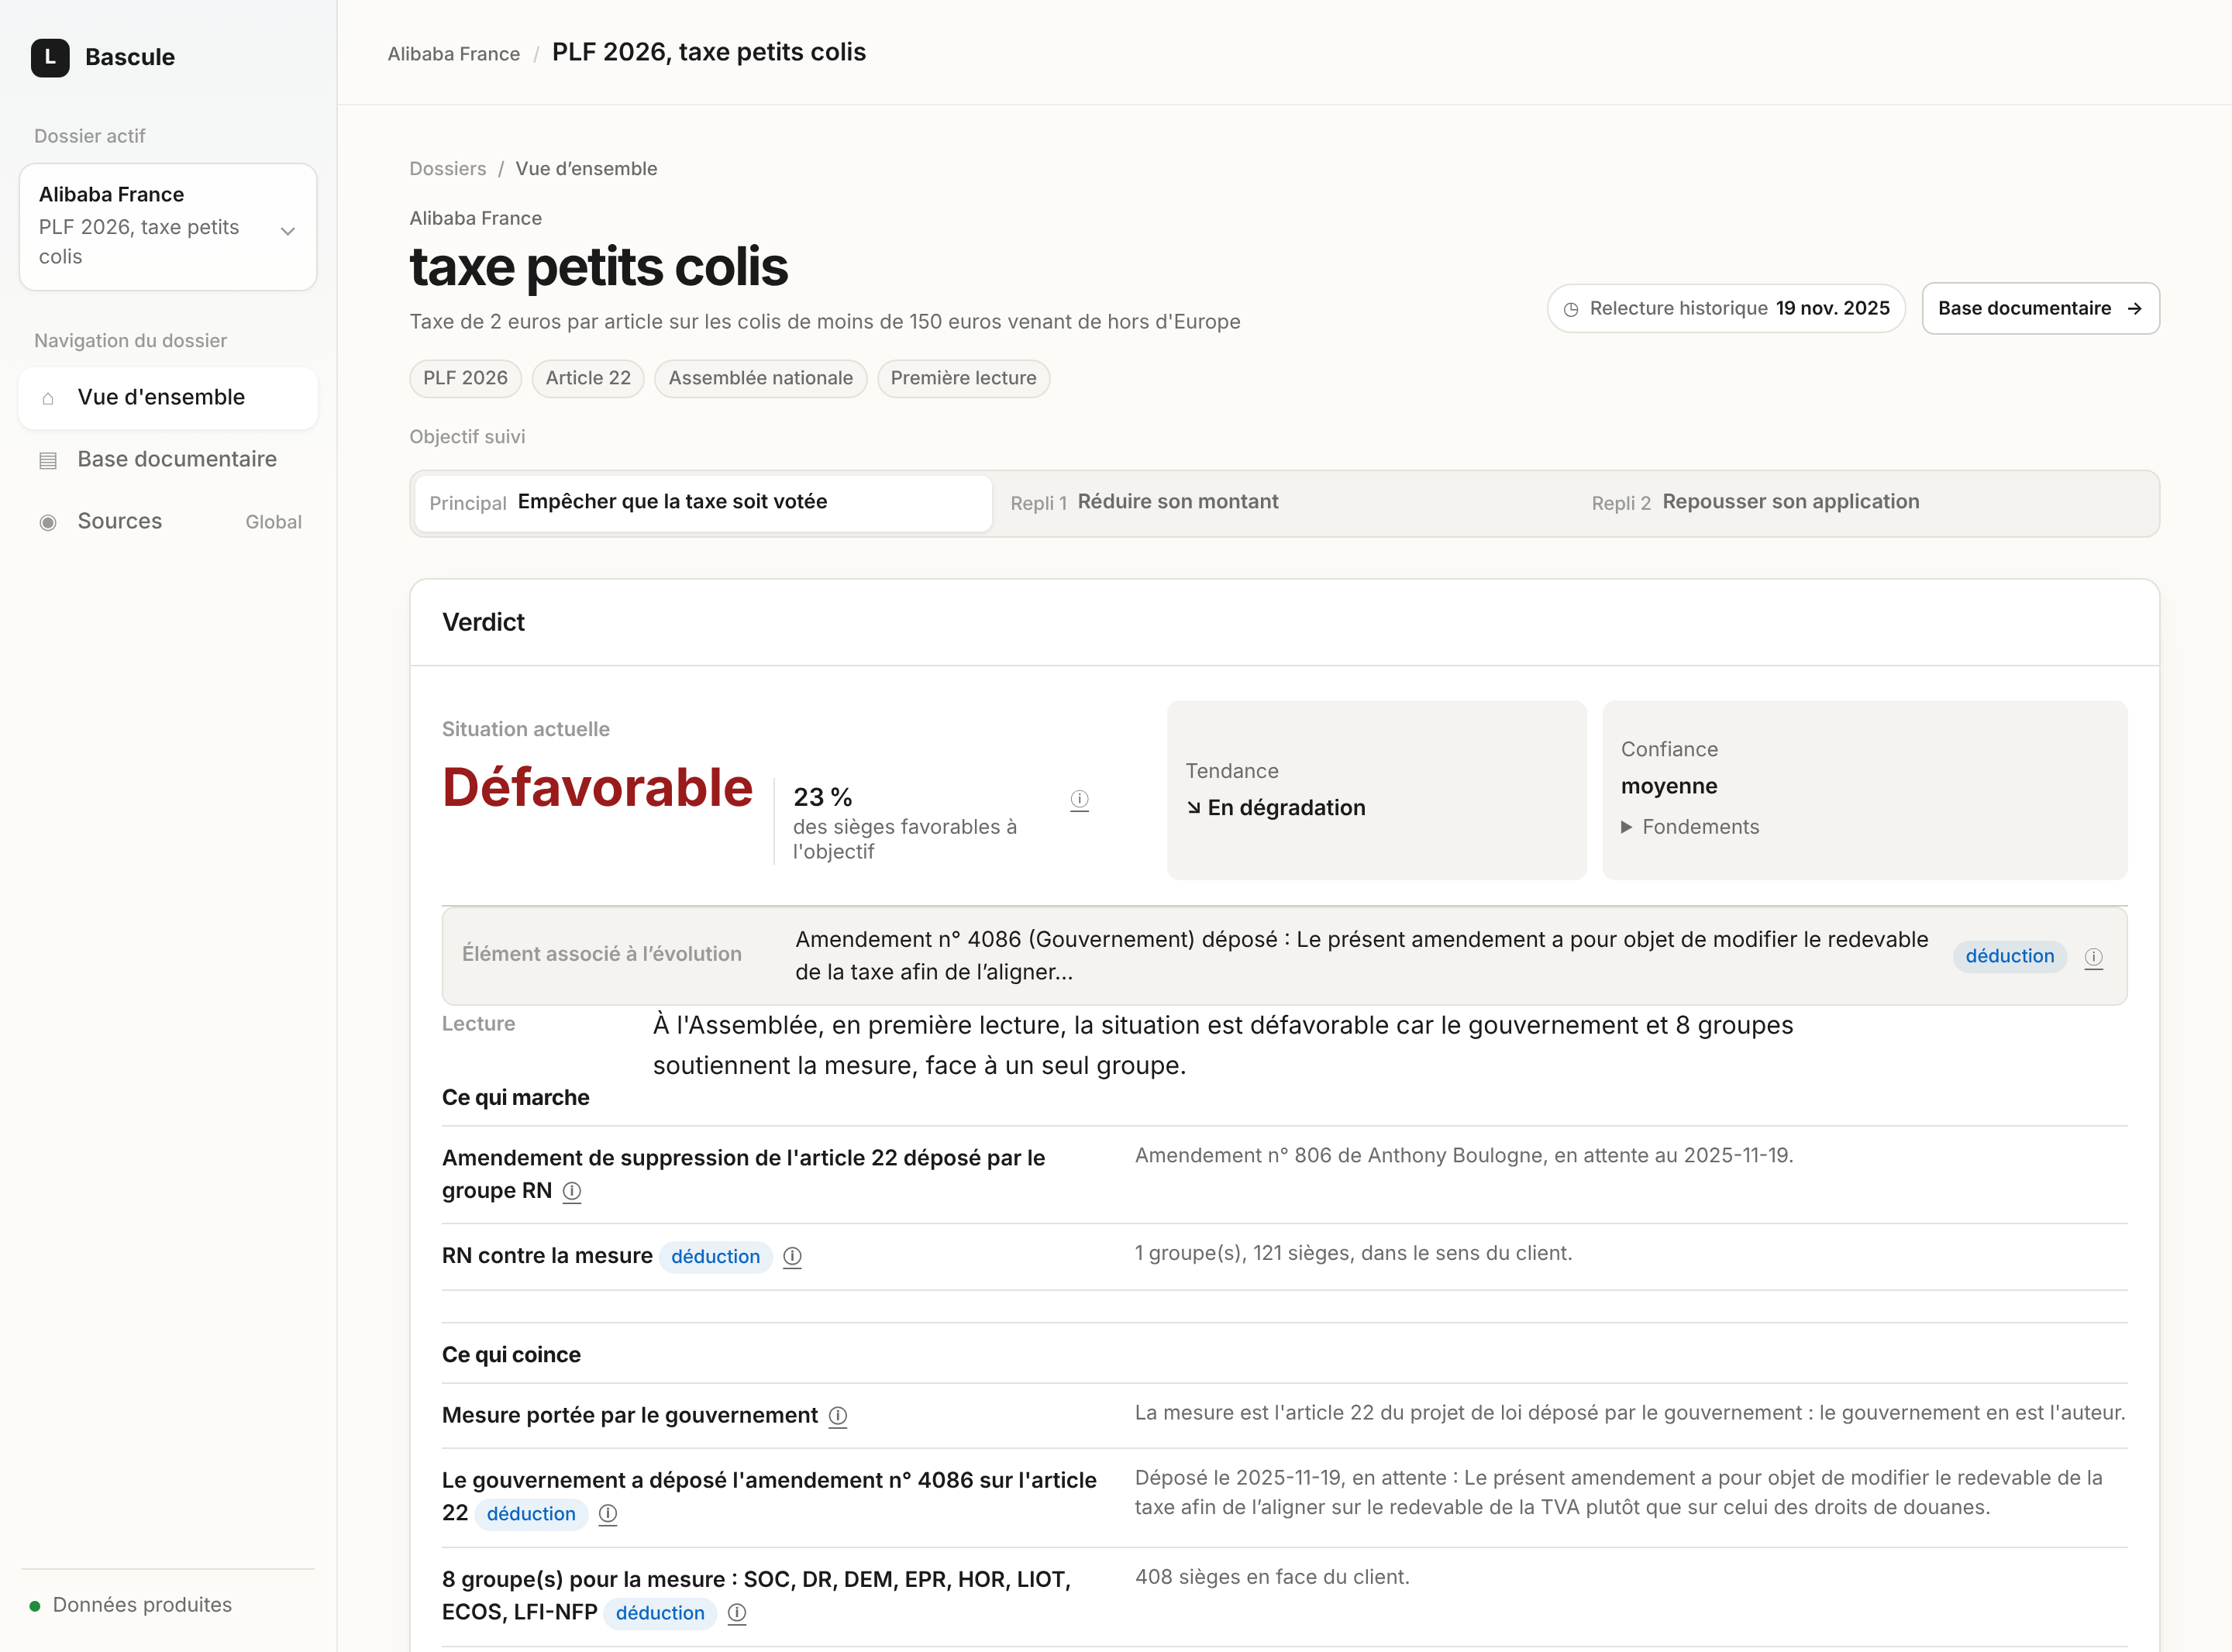 L Bascule
Dossier actif
Alibaba France
PLF 2026, taxe petits
colis
Navigation du dossier
Vue d'ensemble
Base documentaire
Sources Global
Données produites
Alibaba France / PLF 2026, taxe petits colis
Dossiers / Vue d’ensemble
Alibaba France
taxe petits colis
Taxe de 2 euros par article sur les colis de moins de 150 euros venant de hors d'Europe
Relecture historique 19 nov. 2025
Base documentaire →
PLF 2026 Article 22 Assemblée nationale Première lecture
Objectif suivi
Principal Empêcher que la taxe soit votée
Repli 1 Réduire son montant
Repli 2 Repousser son application
Verdict
Situation actuelle
Défavorable
23 %
des sièges favorables à
l'objectif
Tendance
↘ En dégradation
Confiance
moyenne
▶ Fondements
Élément associé à l’évolution
Amendement n° 4086 (Gouvernement) déposé : Le présent amendement a pour objet de modifier le redevable
de la taxe afin de l’aligner…
déduction
Lecture
À l'Assemblée, en première lecture, la situation est défavorable car le gouvernement et 8 groupes
soutiennent la mesure, face à un seul groupe.
Ce qui marche
Amendement de suppression de l'article 22 déposé par le
groupe RN
Amendement n° 806 de Anthony Boulogne, en attente au 2025-11-19.
RN contre la mesure déduction
1 groupe(s), 121 sièges, dans le sens du client.
Ce qui coince
Mesure portée par le gouvernement
La mesure est l'article 22 du projet de loi déposé par le gouvernement : le gouvernement en est l'auteur.
Le gouvernement a déposé l'amendement n° 4086 sur l'article
22 déduction
Déposé le 2025-11-19, en attente : Le présent amendement a pour objet de modifier le redevable de la
taxe afin de l’aligner sur le redevable de la TVA plutôt que sur celui des droits de douanes.
8 groupe(s) pour la mesure : SOC, DR, DEM, EPR, HOR, LIOT,
ECOS, LFI-NFP déduction
408 sièges en face du client.